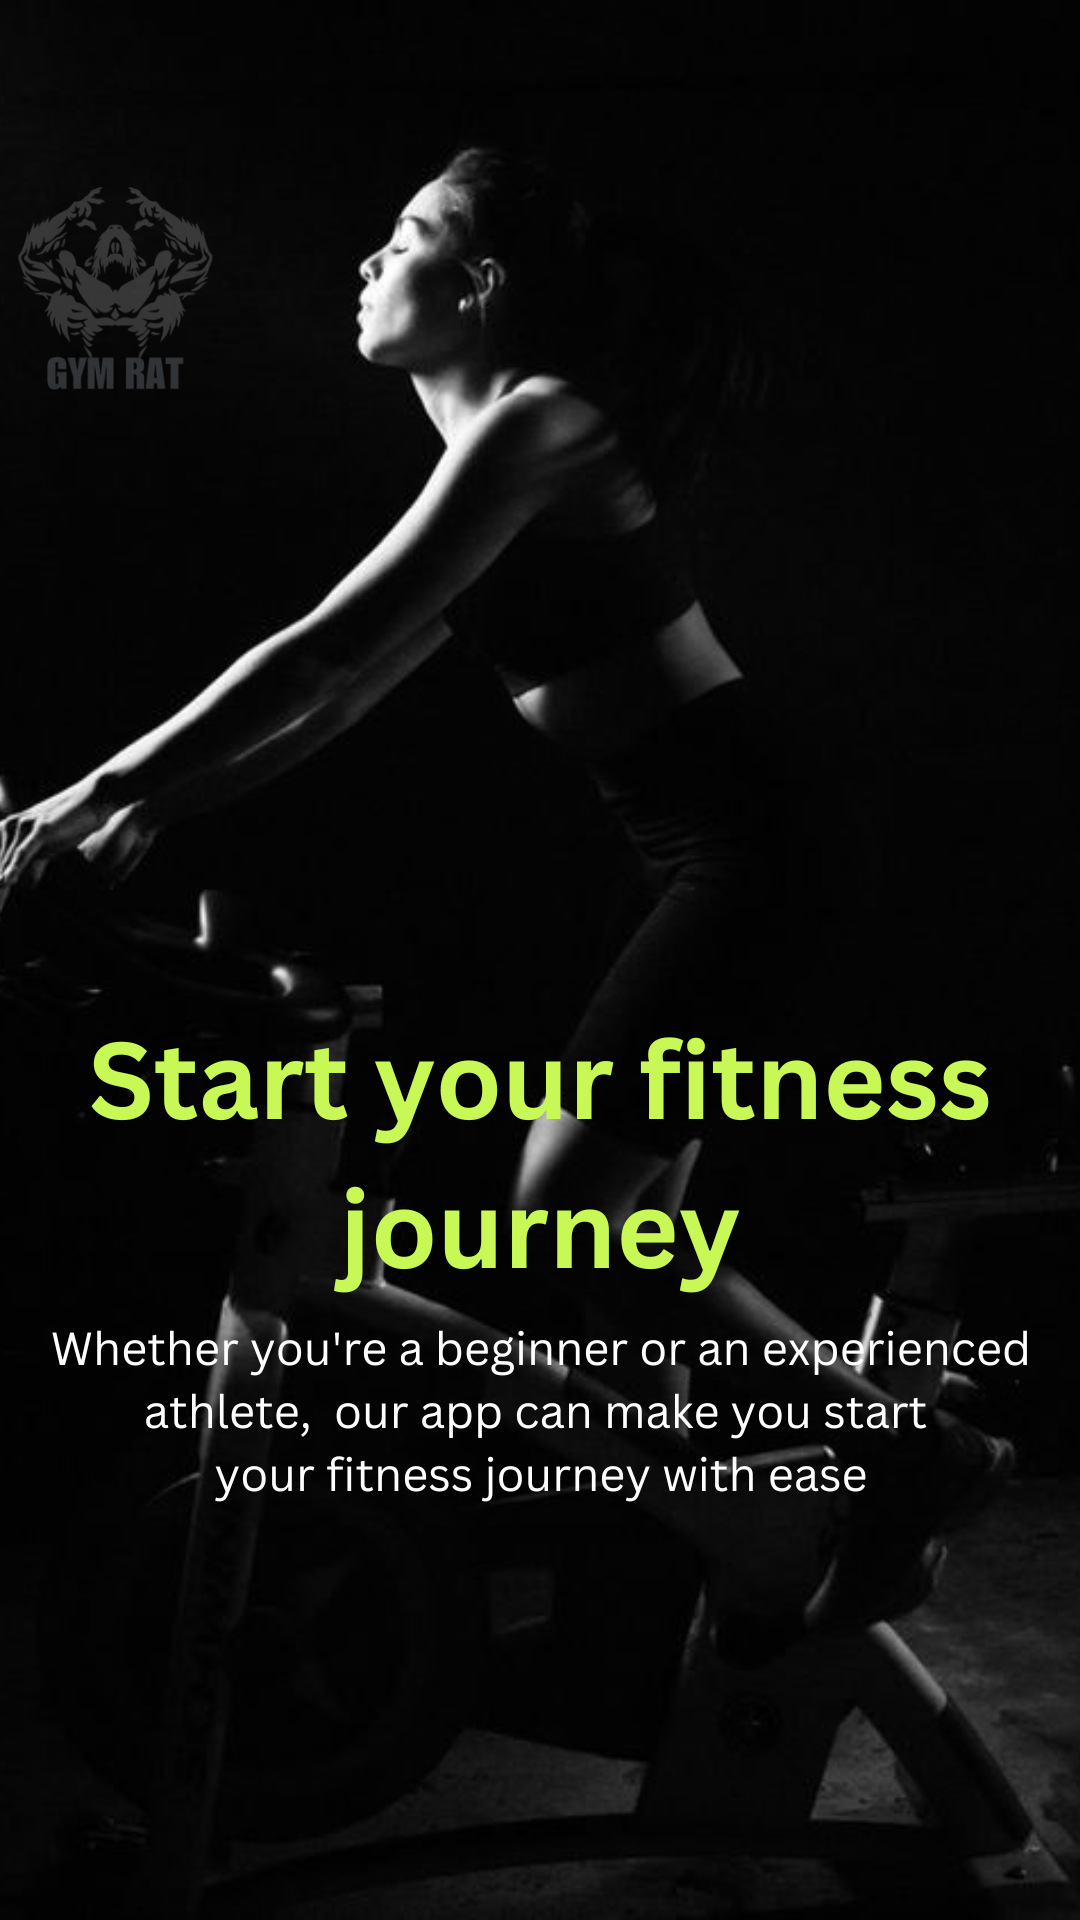 GYM RAT
Start your fitness
journey
Whether you're a beginner or an experienced
athlete,  our app can make you start
your fitness journey with ease